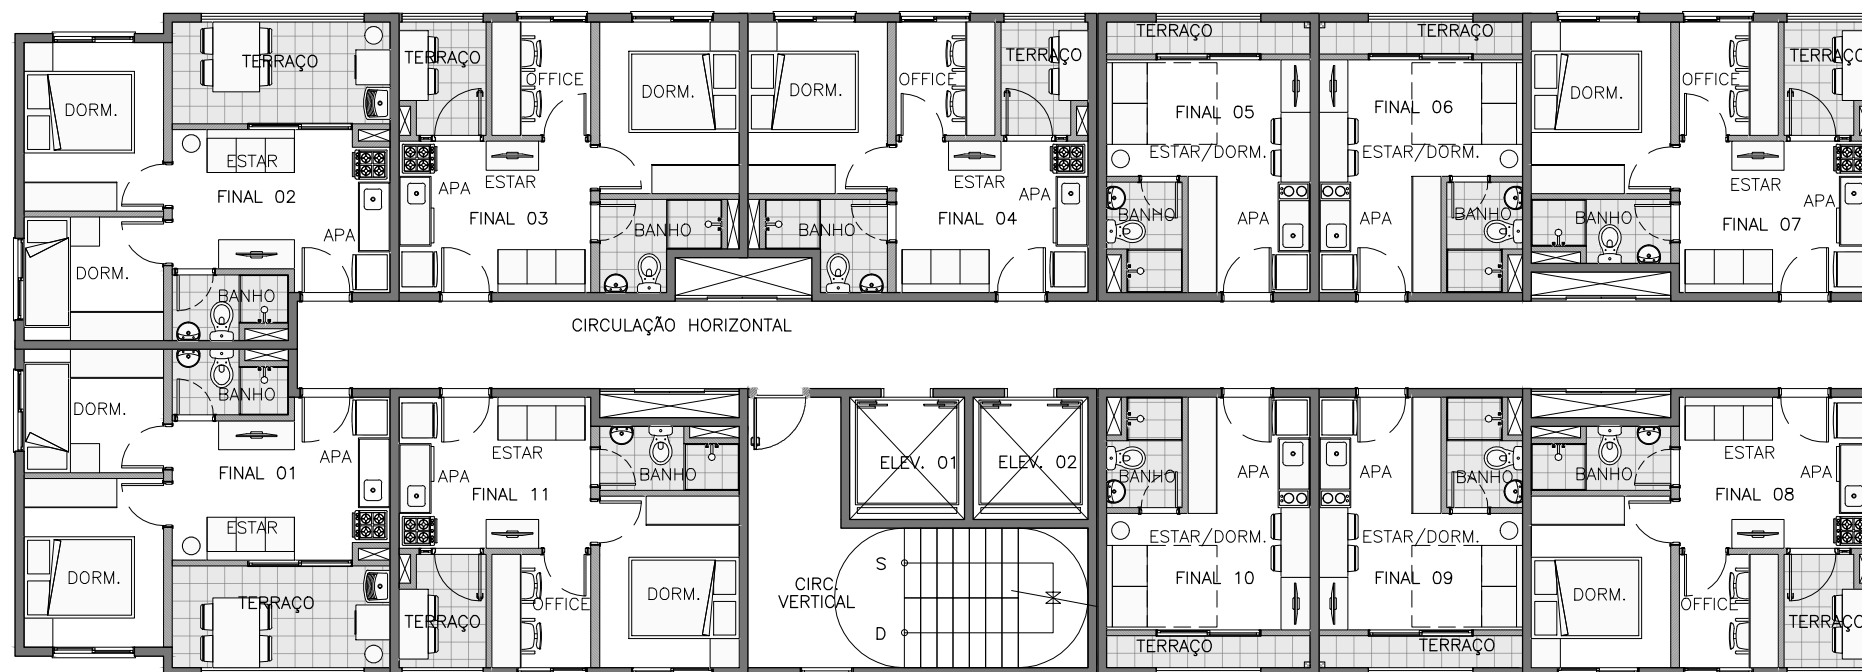 TERRAÇO
TERRAÇO
DORM.
TERRAÇO
TERRAÇO
OFFICE
DORM.
DORM.
OFFICE
TERRAÇO
FINAL 05
FINAL 06
DORM.
OFFICE
TERRAÇO
ESTAR
FINAL 02
APA
DORM.
BANHO
APA
ESTAR
FINAL 03
BANHO
BANHO
ESTAR
APA
FINAL 04
ESTAR/DORM.
BANHO
APA
ESTAR/DORM.
APA
BANHO
BANHO
ESTAR
APA
FINAL 07
CIRCULAÇÃO HORIZONTAL
BANHO
DORM.
APA
FINAL 01
ESTAR
DORM.
TERRAÇO
ESTAR
APA
FINAL 11
BANHO
OFFICE
TERRAÇO
DORM.
ELEV. 01
ELEV. 02
CIRC.
VERTICAL
S
D
BANHO
APA
ESTAR/DORM.
FINAL 10
TERRAÇO
APA
BANHO
ESTAR/DORM.
FINAL 09
TERRAÇO
BANHO
ESTAR
APA
FINAL 08
DORM.
OFFICE
TERRAÇO